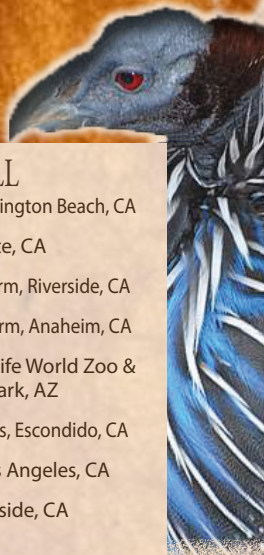 LL
ington Beach, CA
e, CA
rm, Riverside, CA
rm, Anaheim, CA
ife World Zoo &
ark, AZ
s, Escondido, CA
s Angeles, CA
side, CA